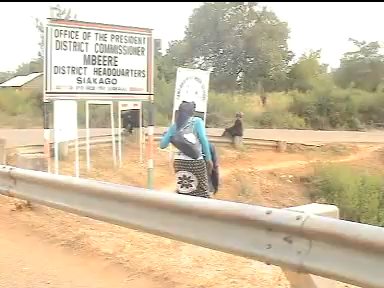 OFFICE OF THE PRESIDENT
DISTRICT COMMISSIONER
MBEERE
DISTRICT HEADQUARTERS
SIAKAGO